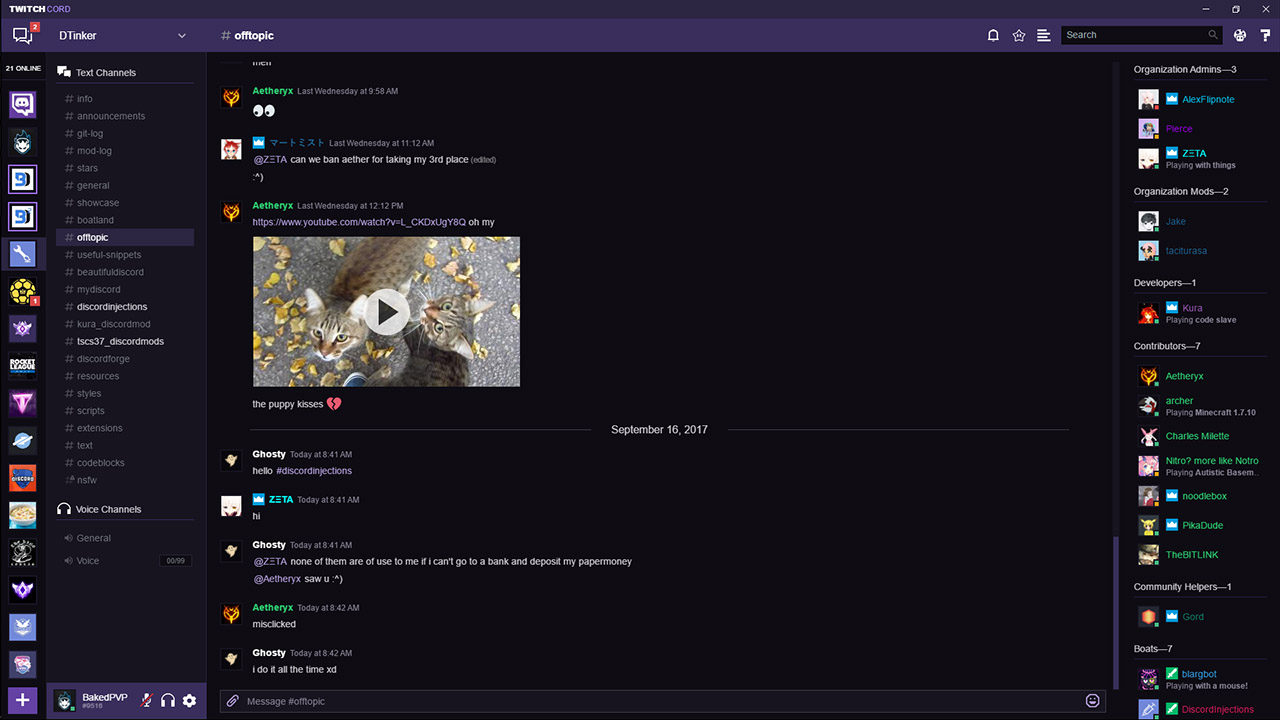 TWITCHCORD
2
DTinker
# offtopic
Search
21 ONLINE
Text Channels
# info
# announcements
# git-log
# mod-log
# stars
# general
# showcase
# boatland
# offtopic
# useful-snippets
# beautifuldiscord
# mydiscord
# discordinjections
# kura_discordmod
# tscs37_discordmods
# discordforge
# resources
# styles
# scripts
# extensions
# text
# codeblocks
# nsfw
Voice Channels
General
Voice 00/99
1
ROCKET LEAGUE
DISCORD
BakedPVP
#9516
men
Aetheryx Last Wednesday at 9:58 AM
👀
マートミスト Last Wednesday at 11:12 AM
@ZΞTA can we ban aether for taking my 3rd place (edited)
:^)
Aetheryx Last Wednesday at 12:12 PM
https://www.youtube.com/watch?v=L_CKDxUgY8Q oh my
the puppy kisses 💔
September 16, 2017
Ghosty Today at 8:41 AM
hello #discordinjections
ZΞTA Today at 8:41 AM
hi
Ghosty Today at 8:41 AM
@ZΞTA none of them are of use to me if i can't go to a bank and deposit my papermoney
@Aetheryx saw u :^)
Aetheryx Today at 8:42 AM
misclicked
Ghosty Today at 8:42 AM
i do it all the time xd
Message #offtopic
Organization Admins—3
AlexFlipnote
Pierce
ZΞTA
Playing with things
Organization Mods—2
Jake
taciturasa
Developers—1
Kura
Playing code slave
Contributors—7
Aetheryx
archer
Playing Minecraft 1.7.10
Charles Milette
Nitro? more like Notro
Playing Autistic Basem...
noodlebox
PikaDude
TheBITLINK
Community Helpers—1
Gord
Boats—7
blargbot
Playing with a mouse!
DiscordInjections